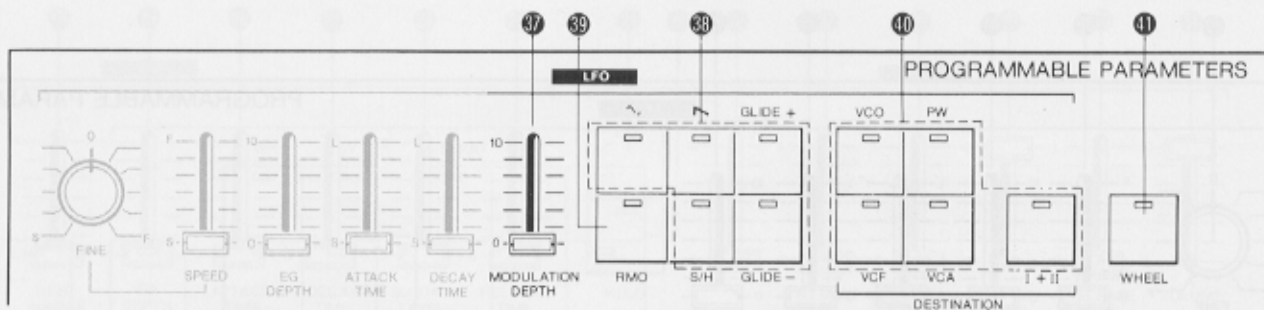 37 39 38 40 41
LFO
PROGRAMMABLE PARAMETERS
GLIDE + VCO PW
0 F 10 L L 10
S F S 0 S S 0
FINE
SPEED EG DEPTH ATTACK TIME DECAY TIME MODULATION DEPTH RMO S/H GLIDE – VCF VCA I + II WHEEL
DESTINATION